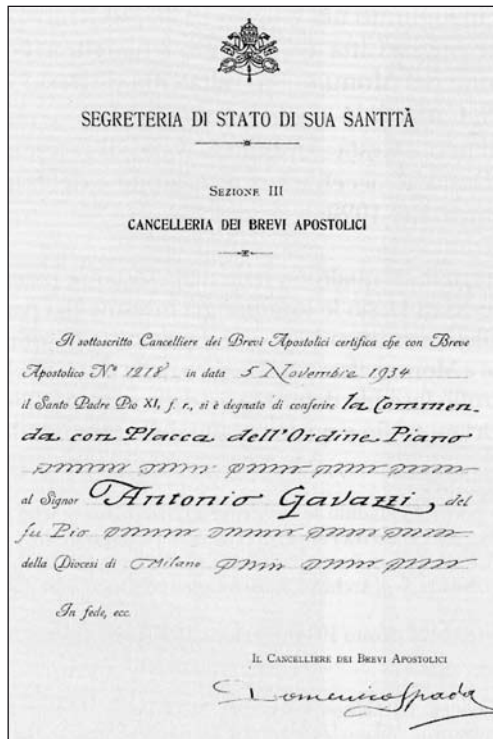 SEGRETERIA DI STATO DI SUA SANTITÀ
SEZIONE III
CANCELLERIA DEI BREVI APOSTOLICI
Il sottoscritto Cancelliere dei Brevi Apostolici certifica che con Breve
Apostolico Nº 1218 in data 5 Novembre 1934
il Santo Padre Pio XI, f. r., si è degnato di conferire la Commen-
da con Placca dell'Ordine Piano
al Signor Antonio Gavazzi, del
fu Pio
della Diocesi di Milano
In fede, ecc.
IL CANCELLIERE DEI BREVI APOSTOLICI
Domenico Spada